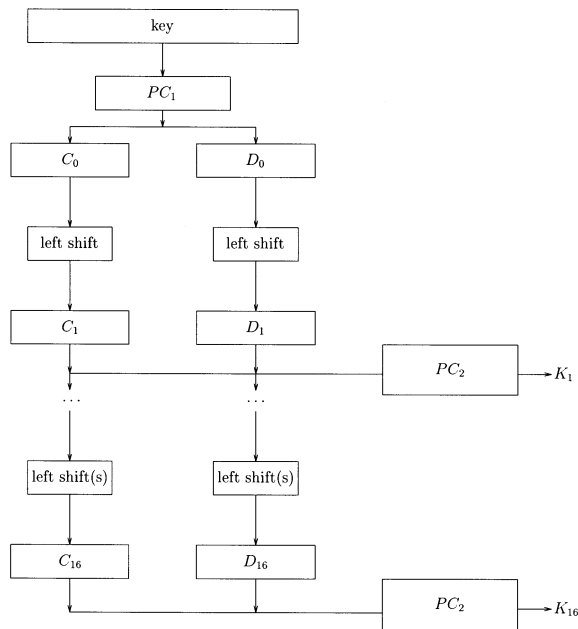 key
PC₁
C₀ D₀
left shift left shift
C₁ D₁
PC₂ K₁
... ...
left shift(s) left shift(s)
C₁₆ D₁₆
PC₂ K₁₆